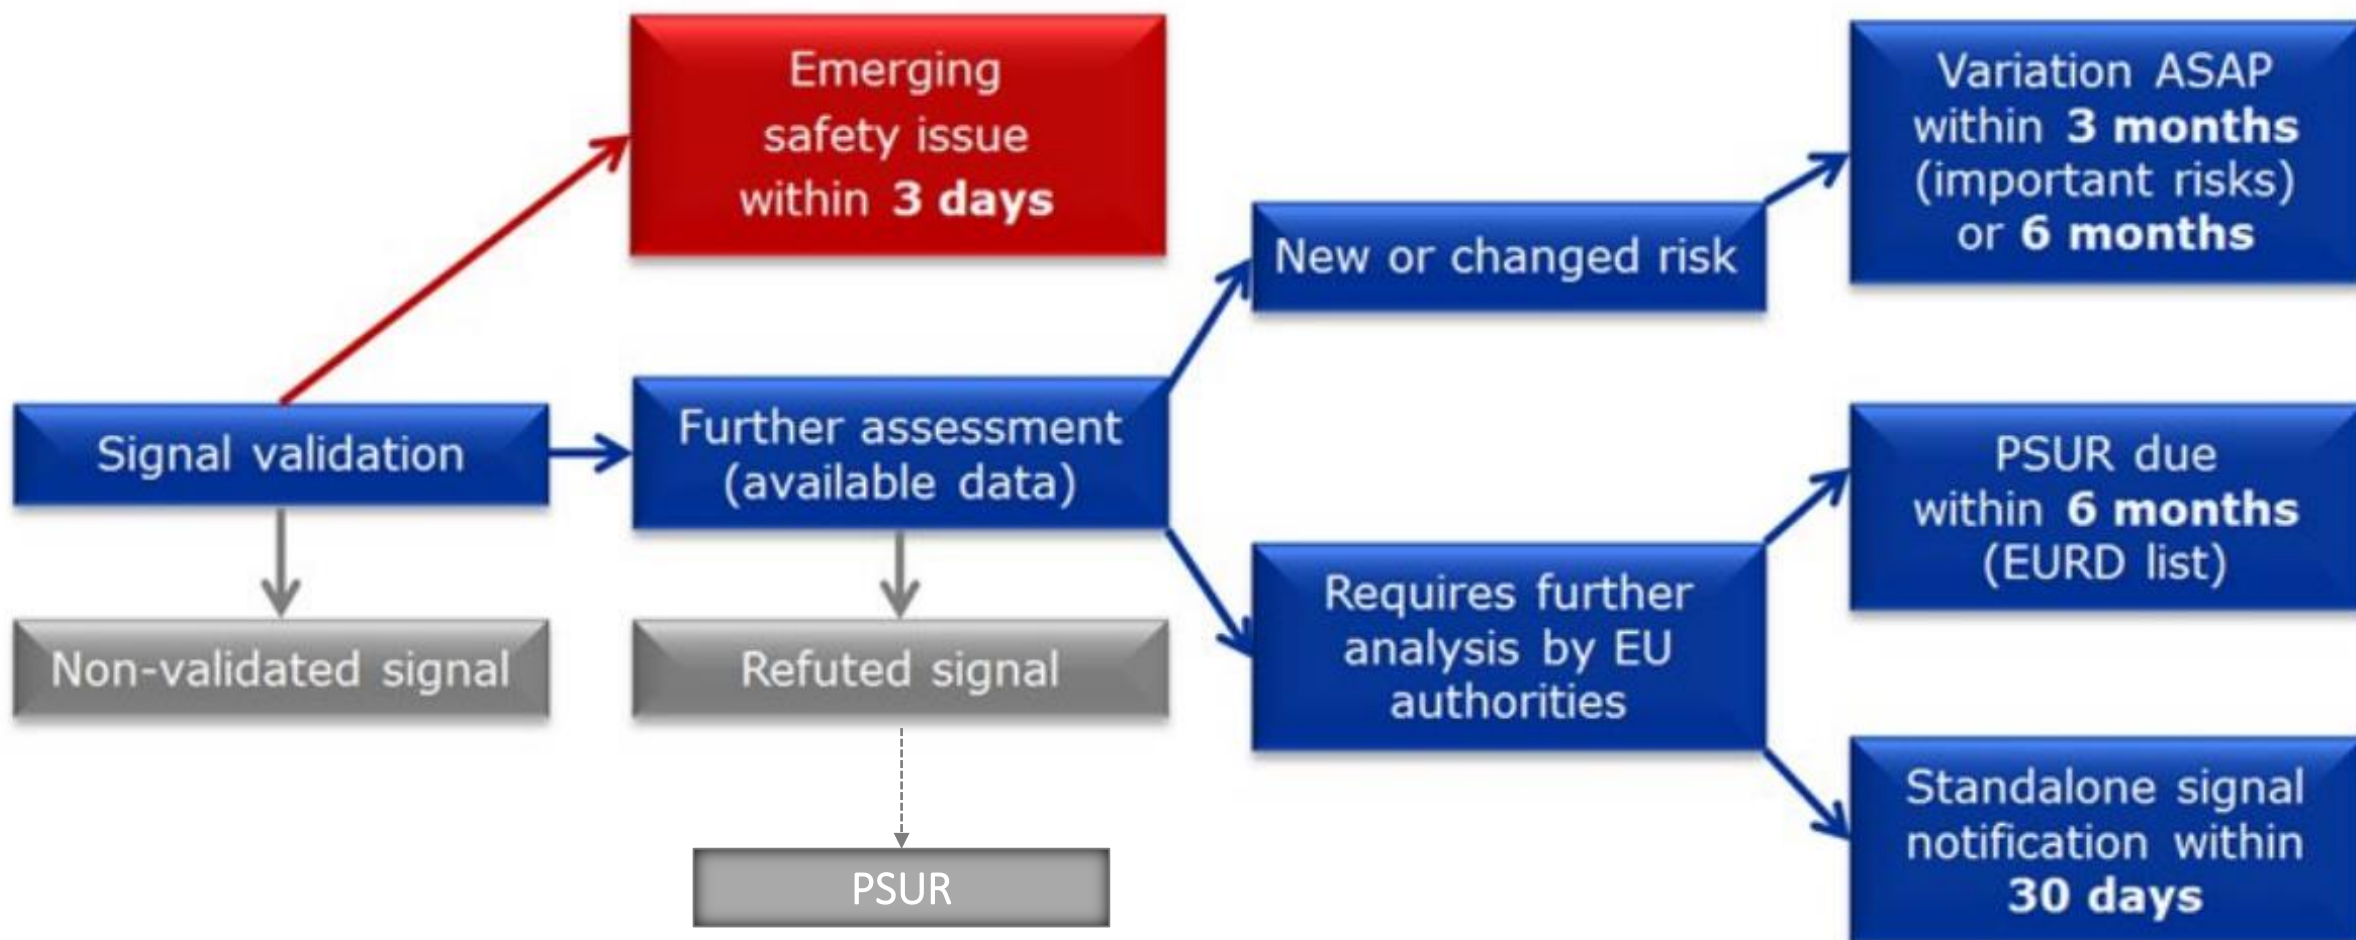 Emerging
safety issue
within 3 days
Variation ASAP
within 3 months
(important risks)
or 6 months
New or changed risk
Signal validation
Further assessment
(available data)
PSUR due
within 6 months
(EURD list)
Non-validated signal
Refuted signal
Requires further
analysis by EU
authorities
PSUR
Standalone signal
notification within
30 days